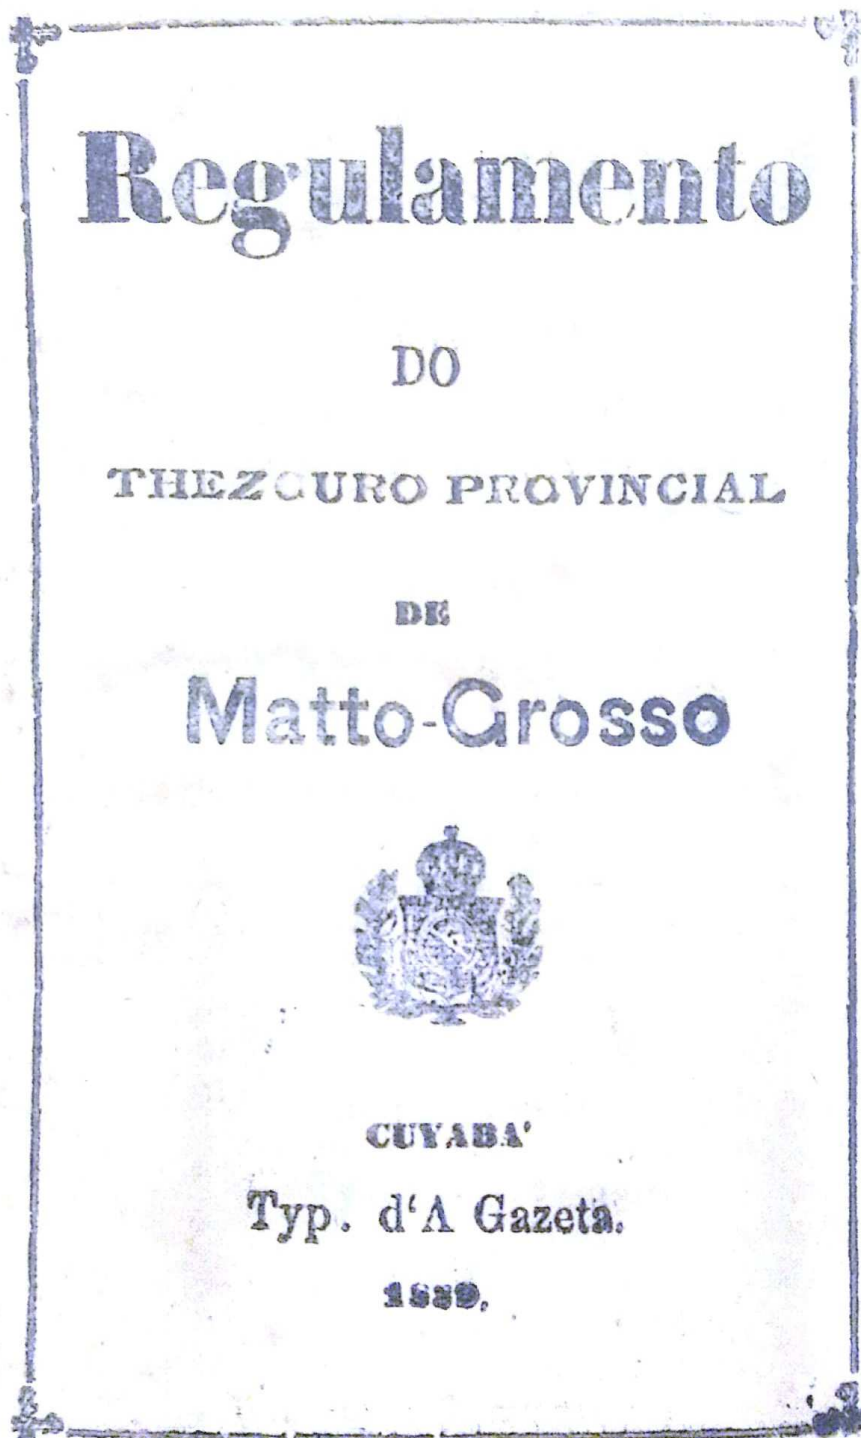 Regulamento
DO
THEZOURO PROVINCIAL
DE
Matto-Grosso
CUYABA'
Typ. d'A Gazeta.
1889.